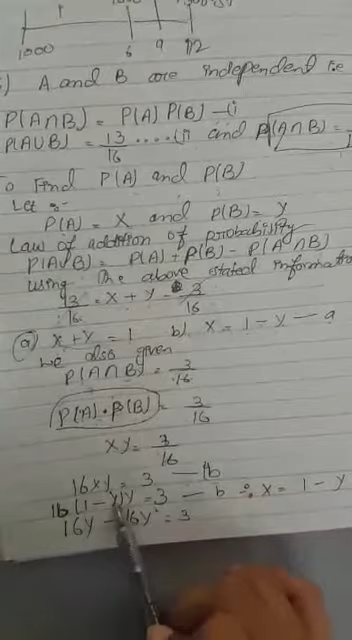 1000 6 9 12
A and B are independent i.e
P(A∩B) = P(A) P(B) — (i
P(A∪B) = 13/16 ....(ii and P(A∩B) =
To Find P(A) and P(B)
Let :-
P(A) = X and P(B) = Y
Law of addition of probability
P(A∪B) = P(A) + P(B) - P(A∩B)
using The above stated information
13/16 = x + y - 3/16
(a) x + y = 1 b) x = 1 - y — a
we also given
P(A∩B) = 3/16
P(A) . P(B) = 3/16
xy = 3/16
16xy = 3 — 1b
16 (1 - y)y = 3 — b ∴ x = 1 - y
16y - 16y² = 3